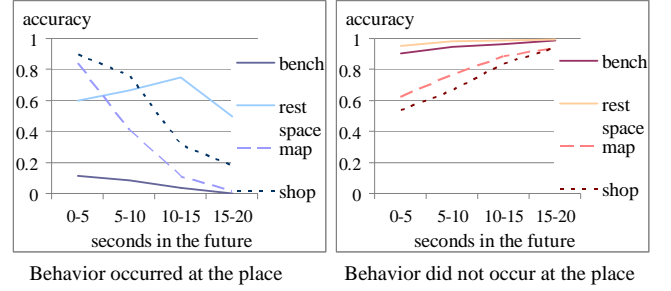 accuracy
1
0.8
0.6
0.4
0.2
0
0-5 5-10 10-15 15-20
seconds in the future
bench
rest
space
map
shop
Behavior occurred at the place
accuracy
1
0.8
0.6
0.4
0.2
0
0-5 5-10 10-15 15-20
seconds in the future
bench
rest
space
map
shop
Behavior did not occur at the place